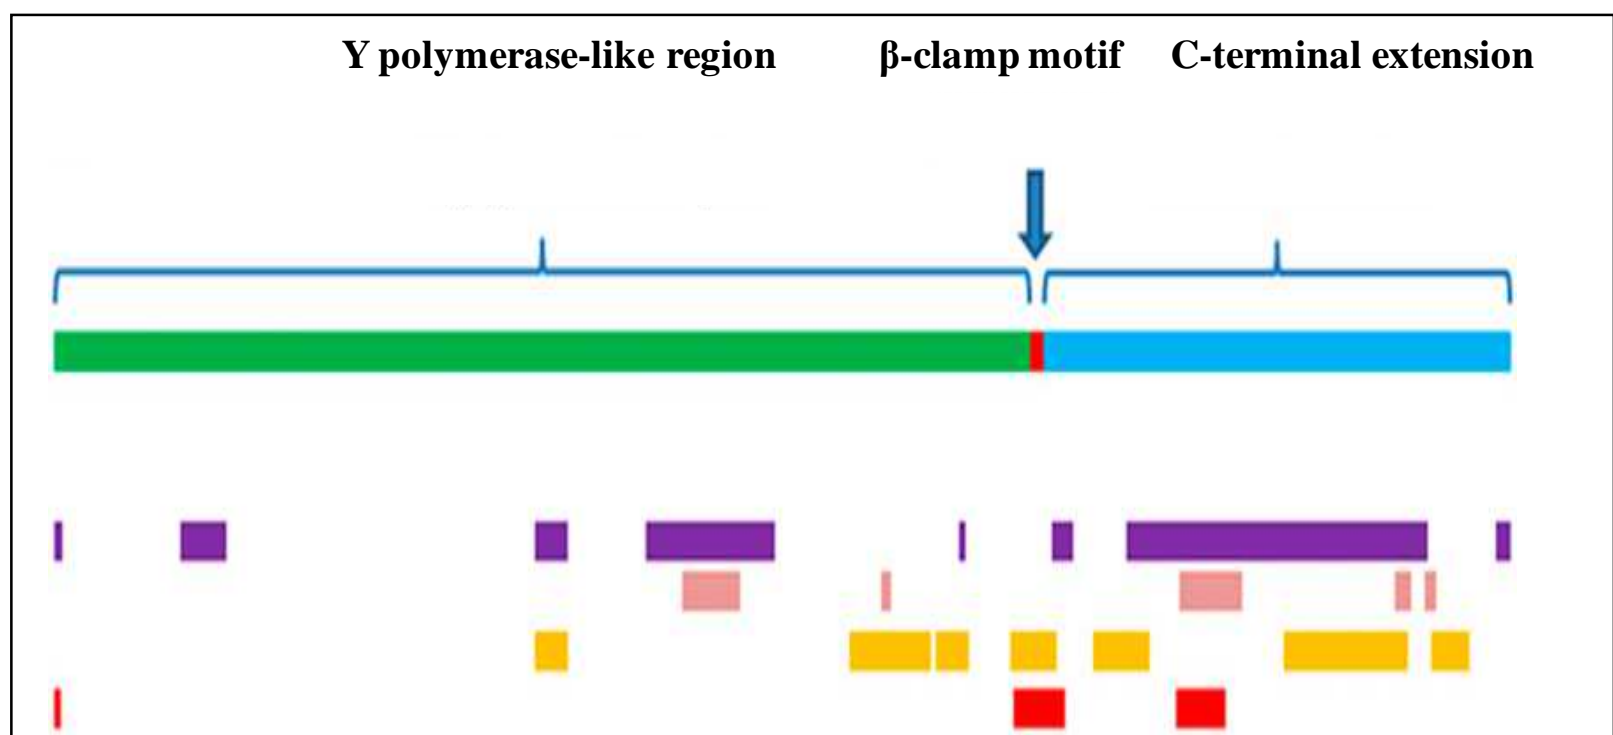 Y polymerase-like region β-clamp motif C-terminal extension